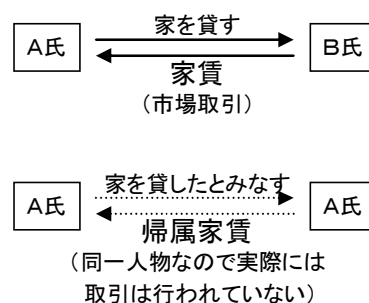 家を貸す
A氏 B氏
家賃
（市場取引）
家を貸したとみなす
A氏 A氏
帰属家賃
（同一人物なので実際には
取引は行われていない）